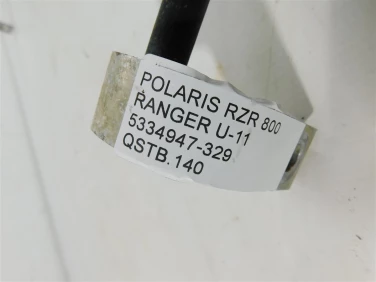 POLARIS RZR 800
RANGER U-11
5334947-329
QSTB.140